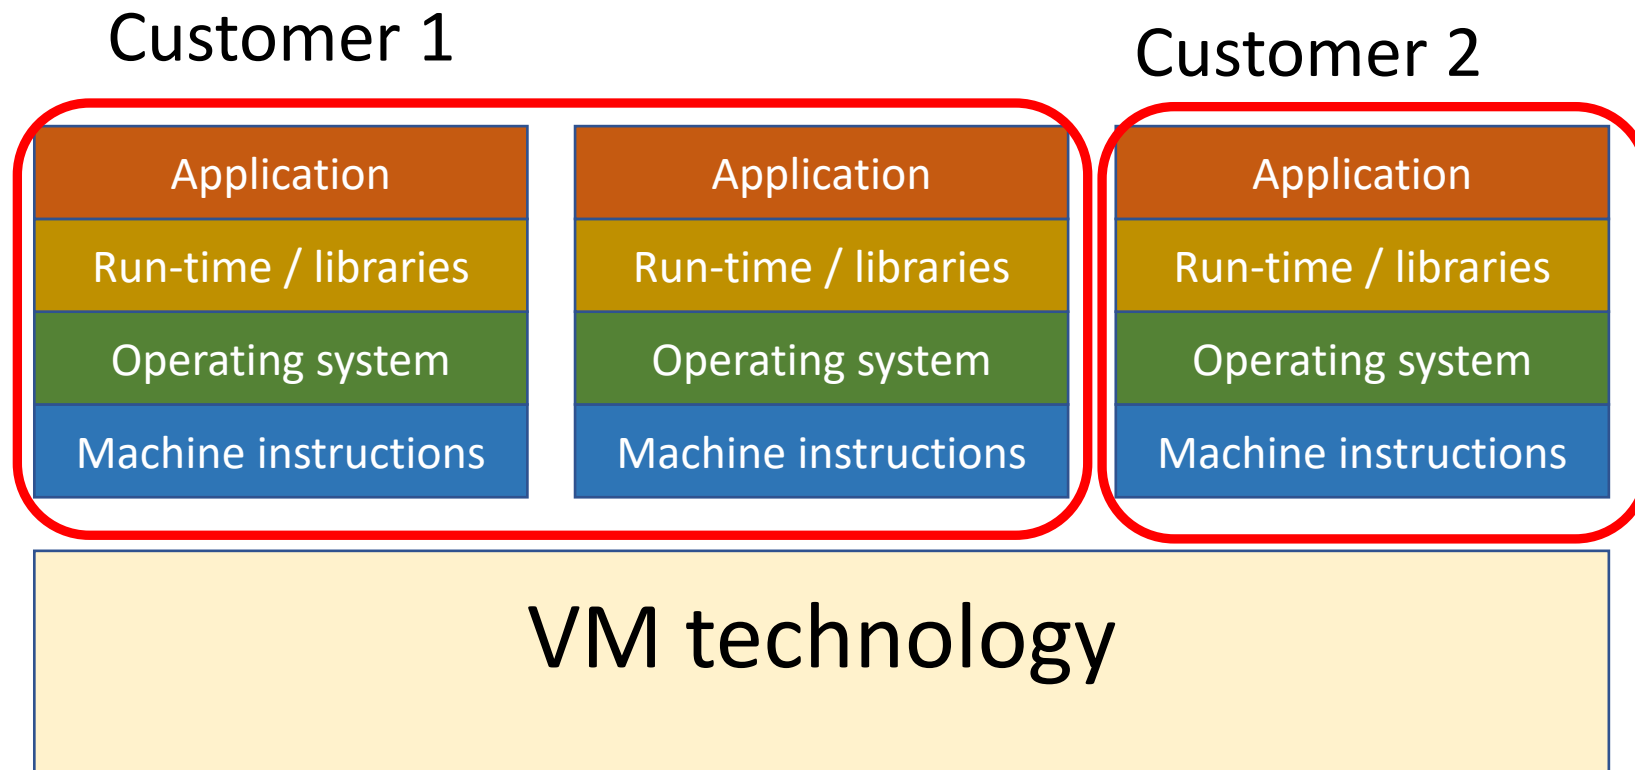 Customer 1
Customer 2
Application
Application
Application
Run-time / libraries
Run-time / libraries
Run-time / libraries
Operating system
Operating system
Operating system
Machine instructions
Machine instructions
Machine instructions
VM technology